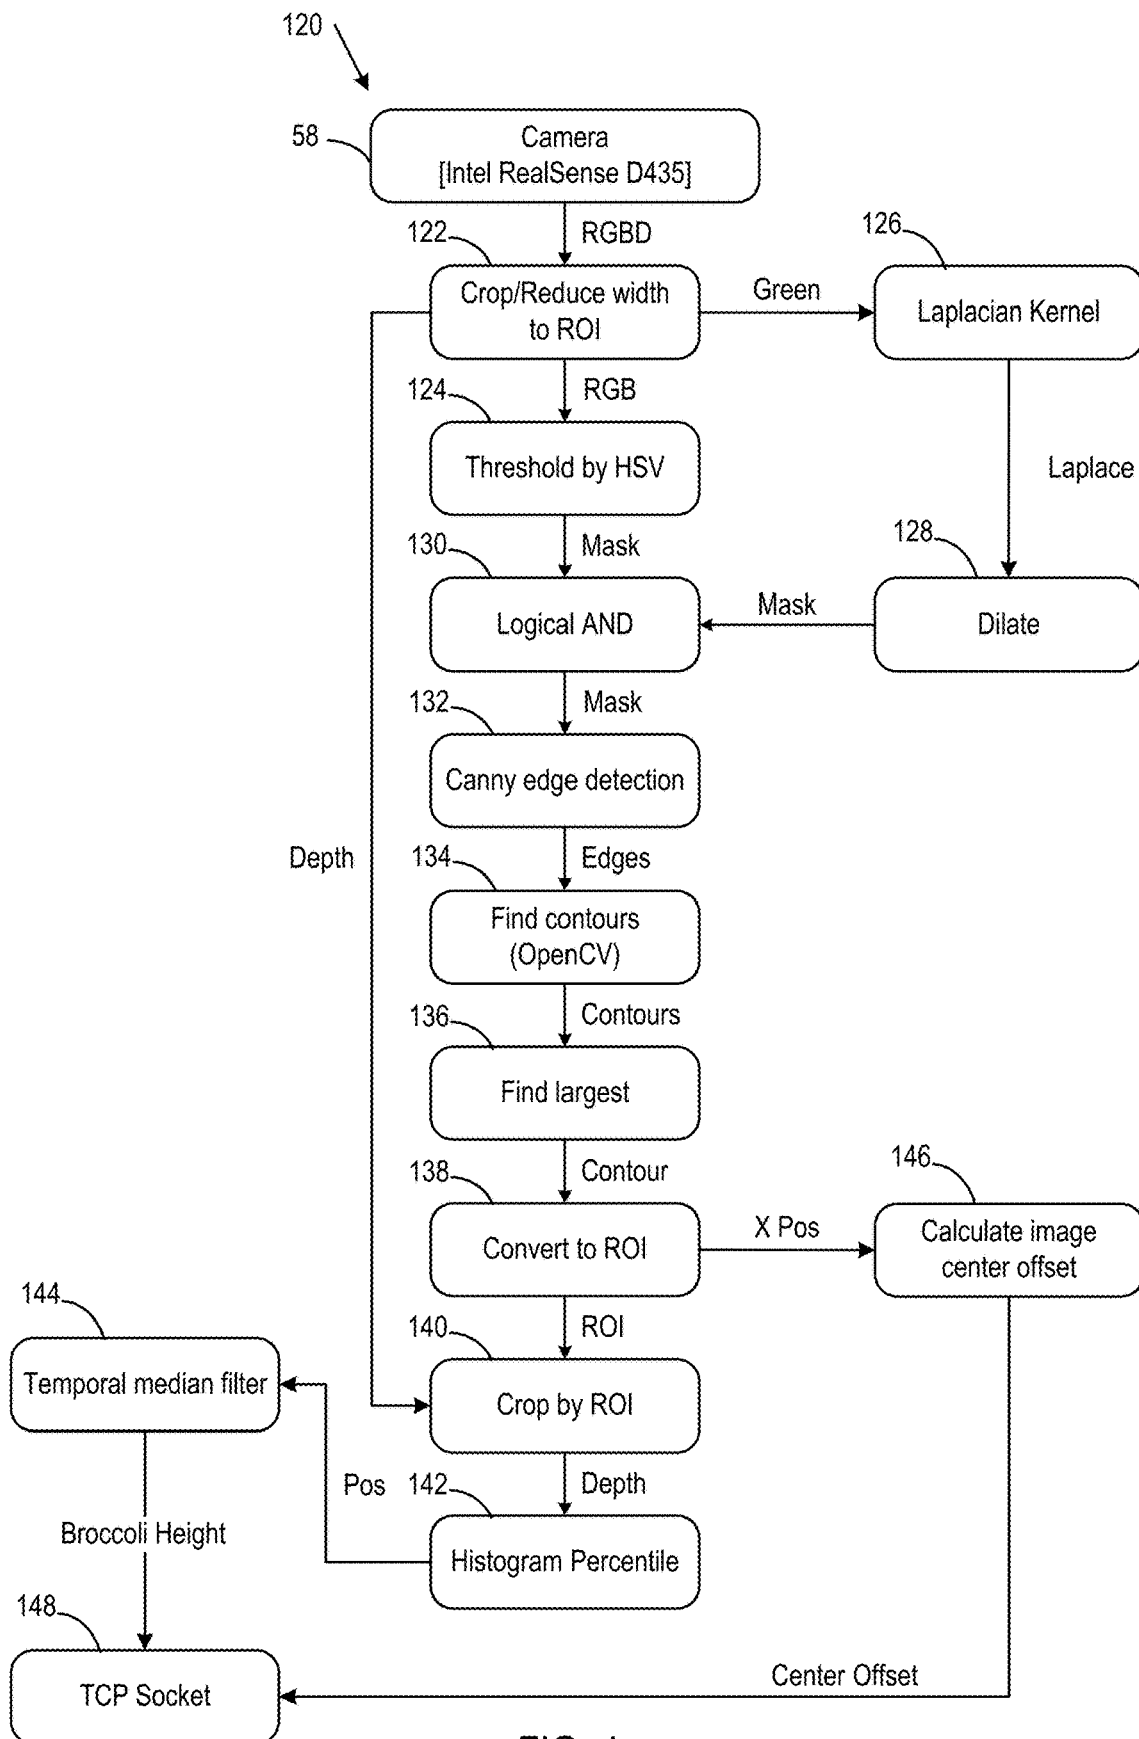 120
58
Camera
[Intel RealSense D435]
RGBD
122
126
Crop/Reduce width
to ROI
Green
Laplacian Kernel
RGB
124
Threshold by HSV
Laplace
Mask
130
128
Logical AND
Mask
Dilate
Mask
132
Canny edge detection
Depth
Edges
134
Find contours
(OpenCV)
Contours
136
Find largest
Contour
138
146
Convert to ROI
X Pos
Calculate image
center offset
144
ROI
140
Temporal median filter
Crop by ROI
Pos
Depth
142
Broccoli Height
Histogram Percentile
148
TCP Socket
Center Offset